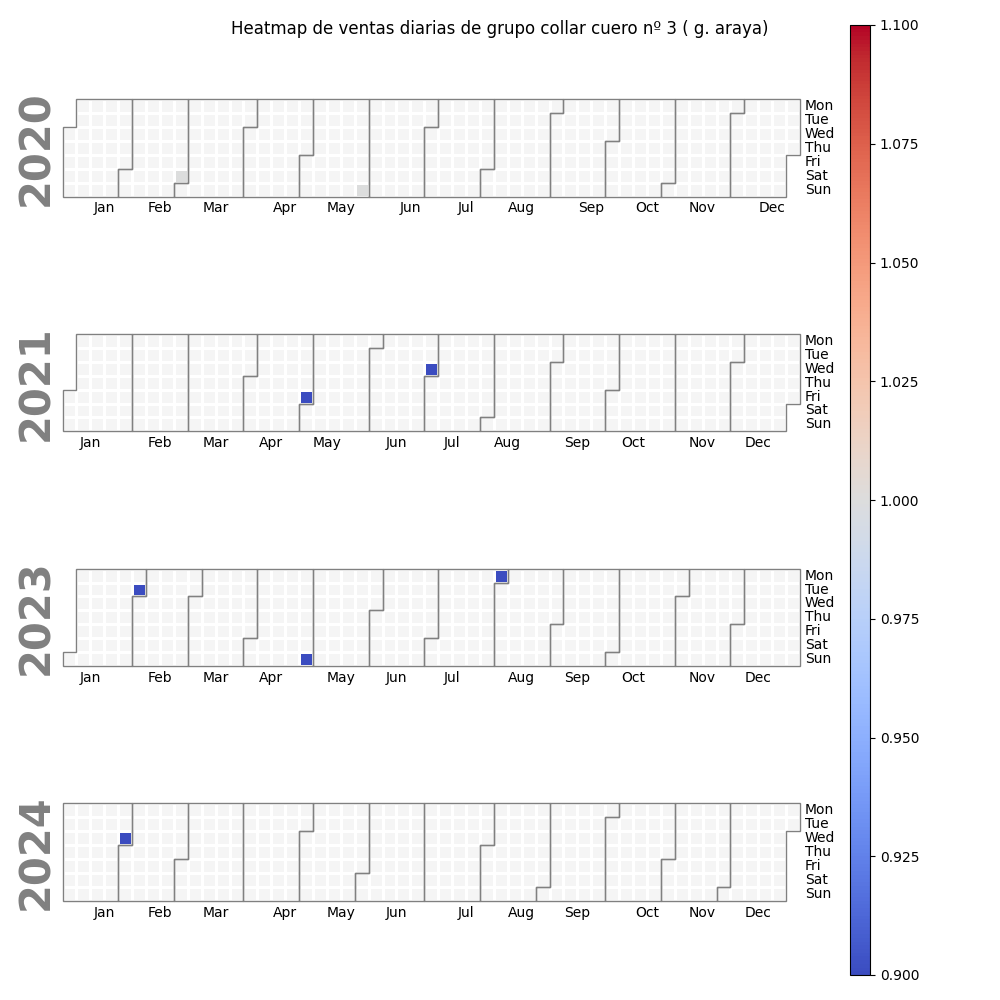 Heatmap de ventas diarias de grupo collar cuero nº 3 ( g. araya)
2020
Mon
Tue
Wed
Thu
Fri
Sat
Sun
Jan Feb Mar Apr May Jun Jul Aug Sep Oct Nov Dec
2021
Mon
Tue
Wed
Thu
Fri
Sat
Sun
Jan Feb Mar Apr May Jun Jul Aug Sep Oct Nov Dec
2023
Mon
Tue
Wed
Thu
Fri
Sat
Sun
Jan Feb Mar Apr May Jun Jul Aug Sep Oct Nov Dec
2024
Mon
Tue
Wed
Thu
Fri
Sat
Sun
Jan Feb Mar Apr May Jun Jul Aug Sep Oct Nov Dec
1.100
1.075
1.050
1.025
1.000
0.975
0.950
0.925
0.900